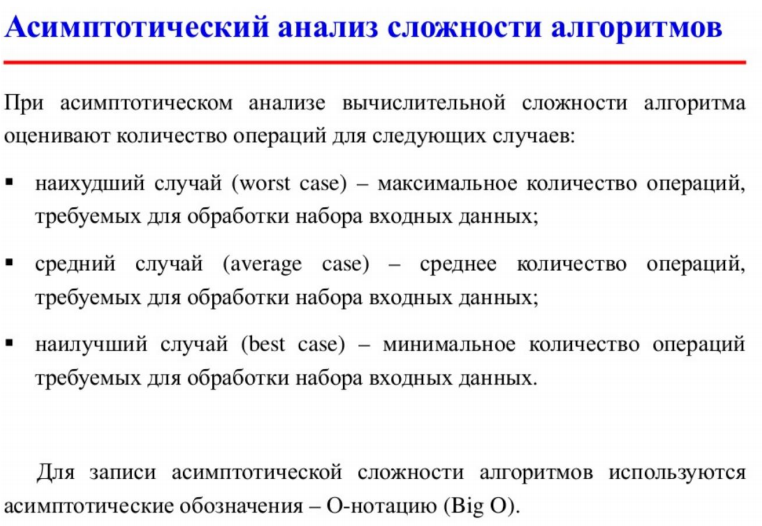 Асимптотический анализ сложности алгоритмов
При асимптотическом анализе вычислительной сложности алгоритма
оценивают количество операций для следующих случаев:
▪ наихудший случай (worst case) – максимальное количество операций,
требуемых для обработки набора входных данных;
▪ средний случай (average case) – среднее количество операций,
требуемых для обработки набора входных данных;
▪ наилучший случай (best case) – минимальное количество операций
требуемых для обработки набора входных данных.
Для записи асимптотической сложности алгоритмов используются
асимптотические обозначения – О-нотацию (Big O).